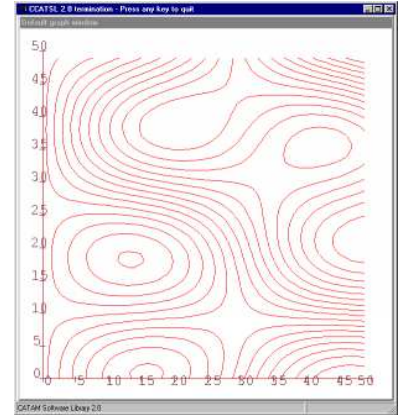 CCATSL 2.0 termination - Press any key to quit
Default graph window
50
45
40
35
30
25
20
15
10
5
0
0 5 10 15 20 25 30 35 40 45 50
CATAM Software Library 2.0